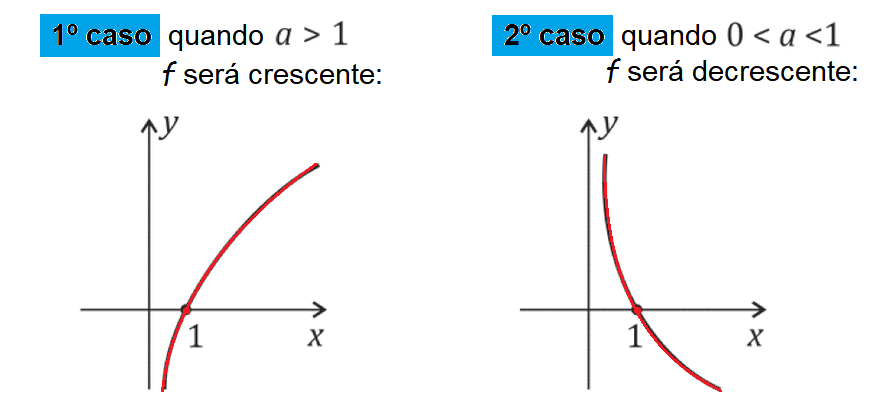 1º caso quando a > 1
f será crescente:
y
1
x
2º caso quando 0 < a <1
f será decrescente:
y
1
x